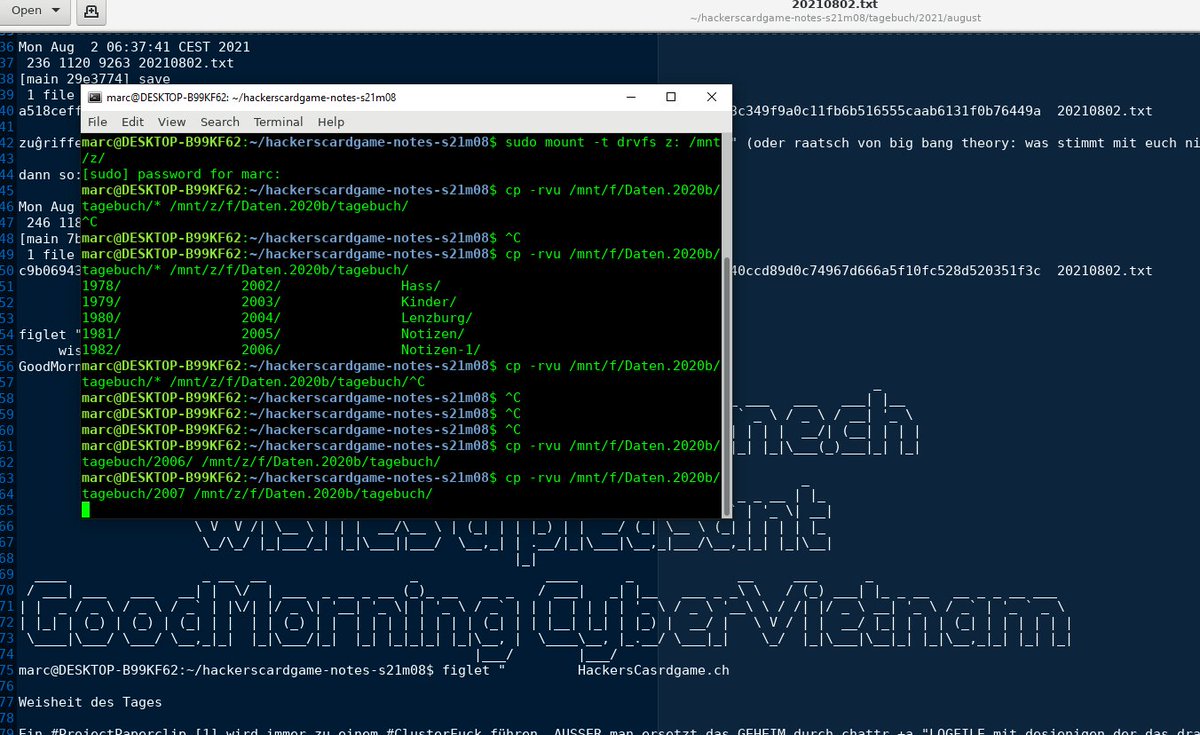 Open
20210802.txt
~/hackerscardgame-notes-s21m08/tagebuch/2021/august
36 Mon Aug  2 06:37:41 CEST 2021
37  236 1120 9263 20210802.txt
38 [main 29e3774] save
39  1 file
40 a518ceff 3c349f9a0c11fb6b516555caab6131f0b76449a  20210802.txt
41
42 zuĝriffe " (oder raatsch von big bang theory: was stimmt mit euch ni
43
44 dann so:
45
46 Mon Aug
47  246 118
48 [main 7b
49  1 file
50 c9b06943 40ccd89d0c74967d666a5f10fc528d520351f3c  20210802.txt
51
52
53
54 figlet "
55      wis
56 GoodMorn
57
marc@DESKTOP-B99KF62: ~/hackerscardgame-notes-s21m08
File Edit View Search Terminal Help
marc@DESKTOP-B99KF62:~/hackerscardgame-notes-s21m08$ sudo mount -t drvfs z: /mnt
/z/
[sudo] password for marc:
marc@DESKTOP-B99KF62:~/hackerscardgame-notes-s21m08$ cp -rvu /mnt/f/Daten.2020b/
tagebuch/* /mnt/z/f/Daten.2020b/tagebuch/
^C
marc@DESKTOP-B99KF62:~/hackerscardgame-notes-s21m08$ ^C
marc@DESKTOP-B99KF62:~/hackerscardgame-notes-s21m08$ cp -rvu /mnt/f/Daten.2020b/
tagebuch/* /mnt/z/f/Daten.2020b/tagebuch/
1978/ 2002/ Hass/
1979/ 2003/ Kinder/
1980/ 2004/ Lenzburg/
1981/ 2005/ Notizen/
1982/ 2006/ Notizen-1/
marc@DESKTOP-B99KF62:~/hackerscardgame-notes-s21m08$ cp -rvu /mnt/f/Daten.2020b/
tagebuch/* /mnt/z/f/Daten.2020b/tagebuch/^C
marc@DESKTOP-B99KF62:~/hackerscardgame-notes-s21m08$ ^C
marc@DESKTOP-B99KF62:~/hackerscardgame-notes-s21m08$ ^C
marc@DESKTOP-B99KF62:~/hackerscardgame-notes-s21m08$ ^C
marc@DESKTOP-B99KF62:~/hackerscardgame-notes-s21m08$ cp -rvu /mnt/f/Daten.2020b/
tagebuch/2006/ /mnt/z/f/Daten.2020b/tagebuch/
marc@DESKTOP-B99KF62:~/hackerscardgame-notes-s21m08$ cp -rvu /mnt/f/Daten.2020b/
tagebuch/2007 /mnt/z/f/Daten.2020b/tagebuch/
58
59
60
61
62
63
64
65
66
67 wishes a pleasant
68
69
70
71
72 GoodMorning CyberVietnam
73
74
75 marc@DESKTOP-B99KF62:~/hackerscardgame-notes-s21m08$ figlet "         HackersCasrdgame.ch
76
77 Weisheit des Tages
78
79 Ein #ProjectPaperclip [1] wird immer zu einem #ClusterFuck führen, AUSSER man ersetzt das GEHEIM durch chattr +a "LOGFILE mit desjenigen der das